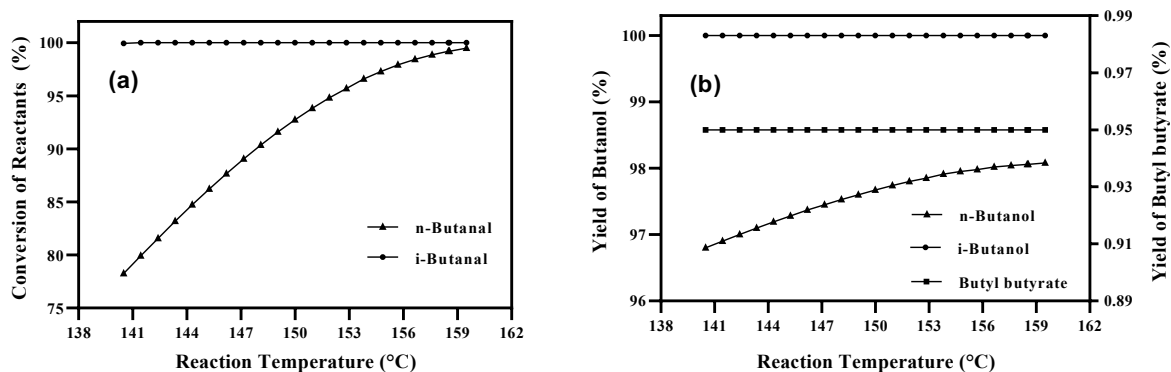 Conversion of Reactants (%)
100
95
90
85
80
75
(a)
n-Butanal
i-Butanal
138 141 144 147 150 153 156 159 162
Reaction Temperature (°C)
Yield of Butanol (%)
100
99
98
97
96
(b)
n-Butanol
i-Butanol
Butyl butyrate
0.99
0.97
0.95
0.93
0.91
0.89
Yield of Butyl butyrate (%)
138 141 144 147 150 153 156 159 162
Reaction Temperature (°C)